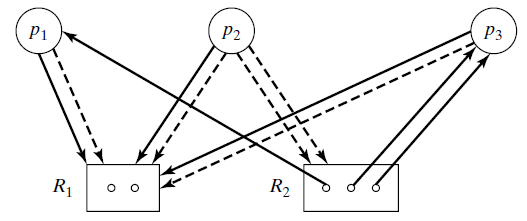 p₁ p₂ p₃
R₁ R₂